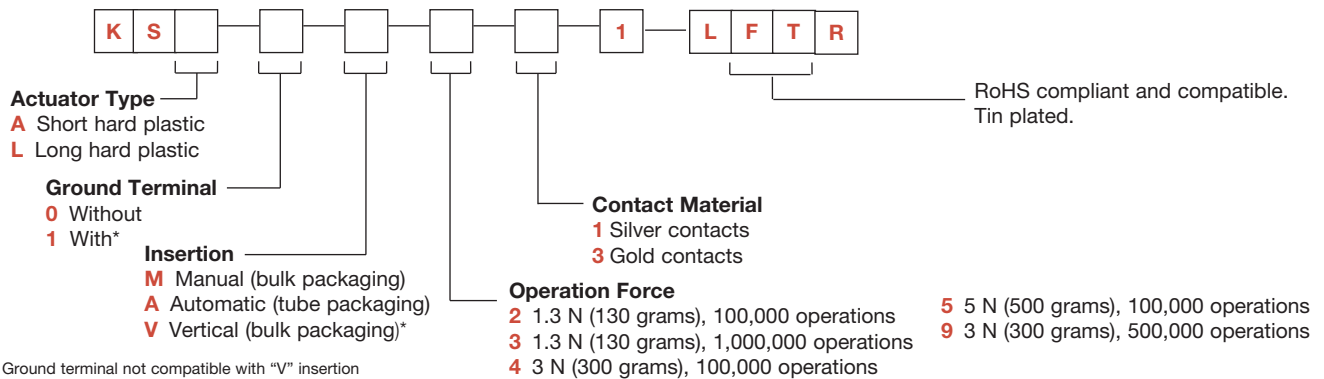 K S 1 L F T R
Actuator Type
A Short hard plastic
L Long hard plastic
RoHS compliant and compatible.
Tin plated.
Ground Terminal
0 Without
1 With*
Insertion
M Manual (bulk packaging)
A Automatic (tube packaging)
V Vertical (bulk packaging)*
Contact Material
1 Silver contacts
3 Gold contacts
Operation Force
2 1.3 N (130 grams), 100,000 operations
3 1.3 N (130 grams), 1,000,000 operations
4 3 N (300 grams), 100,000 operations
5 5 N (500 grams), 100,000 operations
9 3 N (300 grams), 500,000 operations
Ground terminal not compatible with “V” insertion